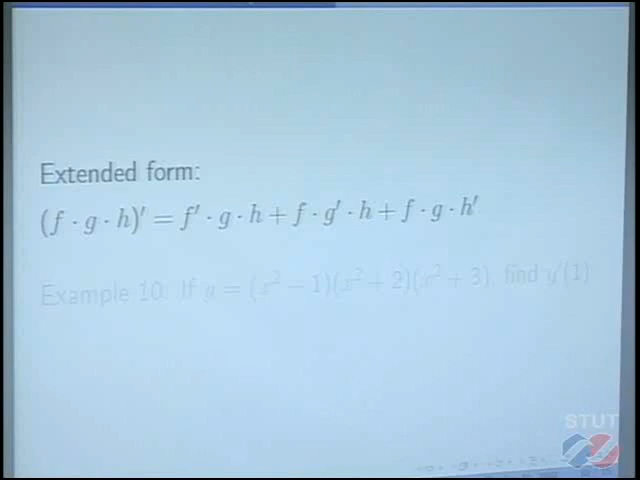 Extended form:
(f · g · h)′ = f′ · g · h + f · g′ · h + f · g · h′
Example 10: If y = (x² − 1)(x² + 2)(x² + 3), find y′(1)
STUT